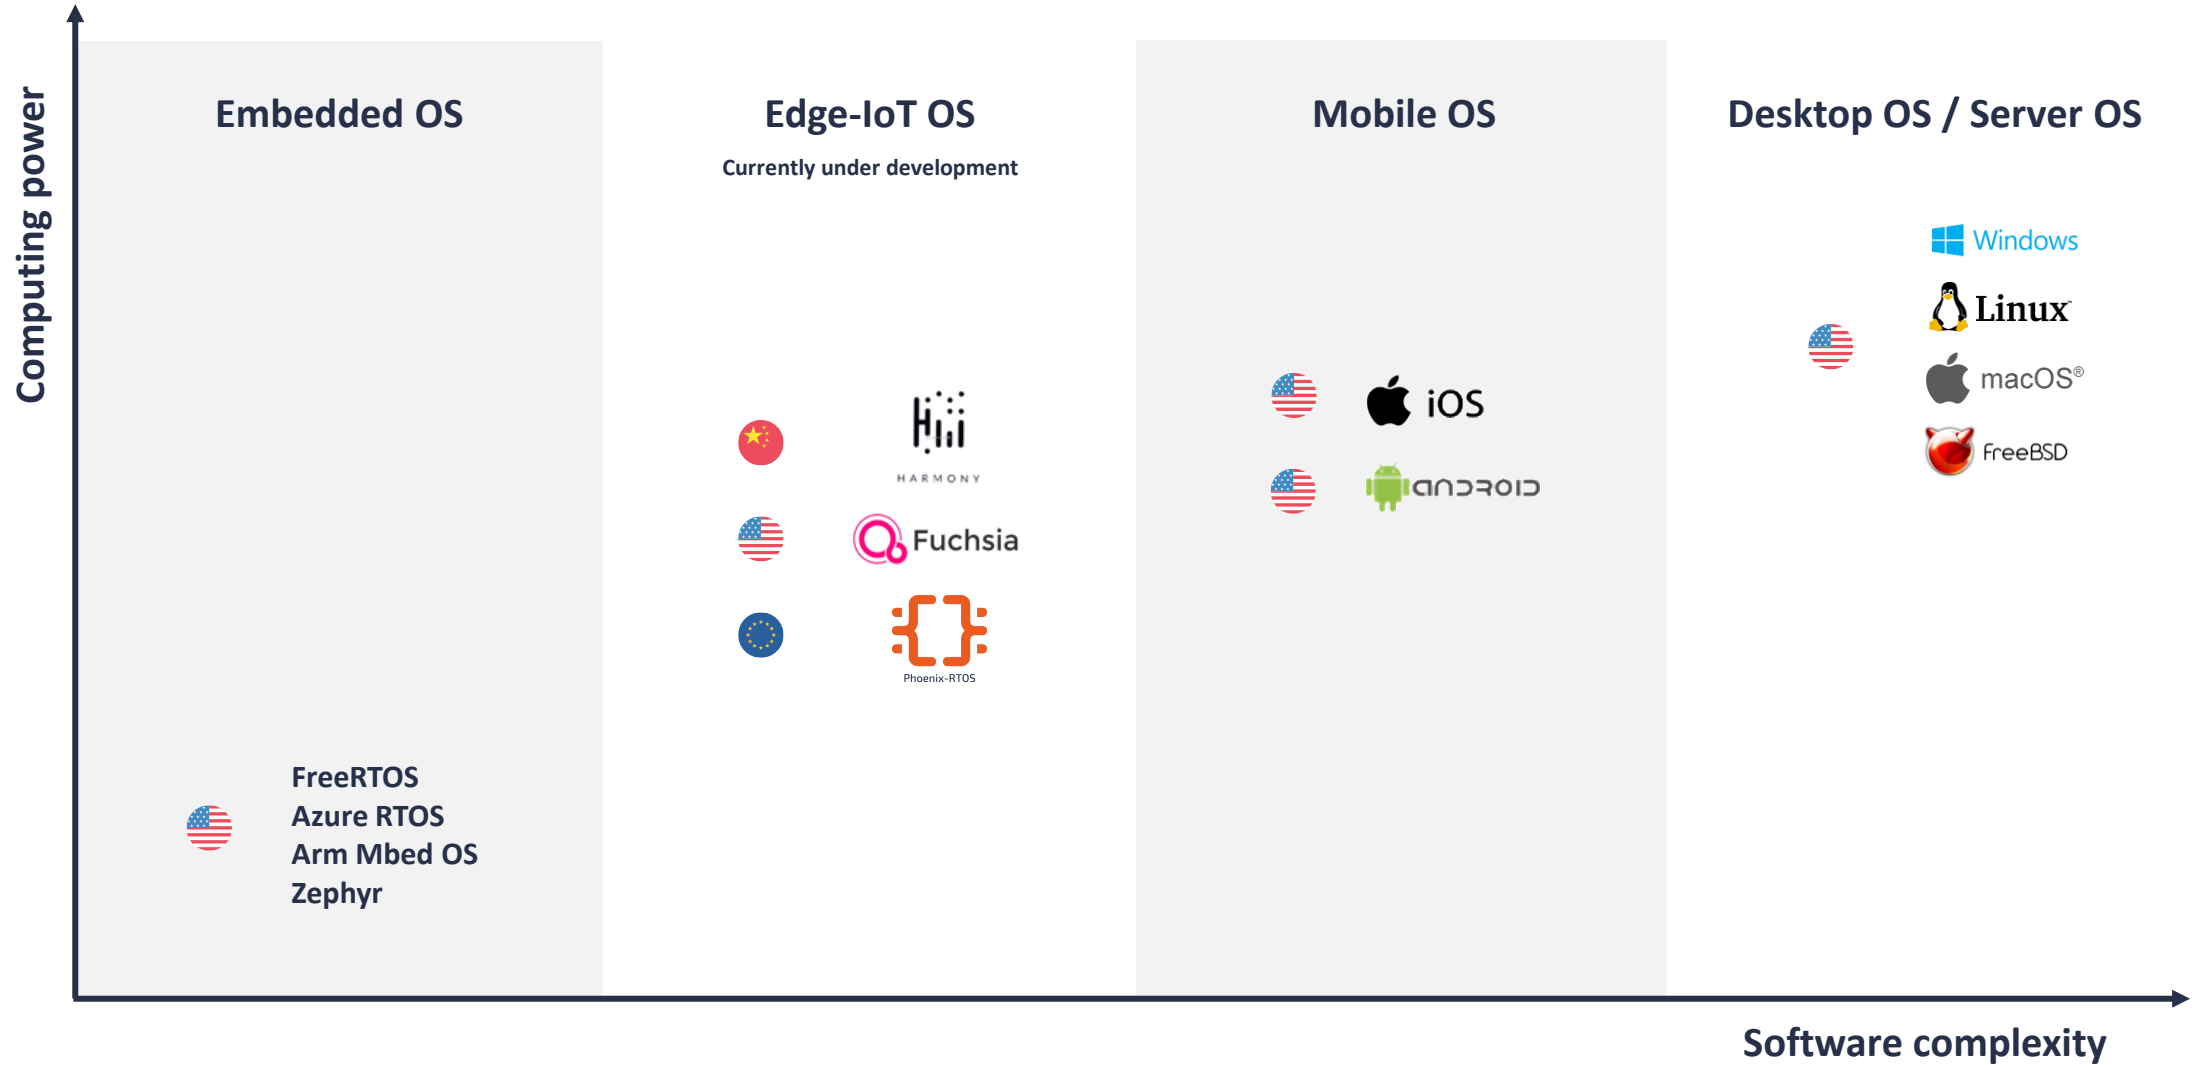 Computing power
Embedded OS
FreeRTOS
Azure RTOS
Arm Mbed OS
Zephyr
Edge-IoT OS
Currently under development
HARMONY
Fuchsia
Phoenix-RTOS
Mobile OS
iOS
ANDROID
Desktop OS / Server OS
Windows
Linux™
macOS®
FreeBSD
Software complexity